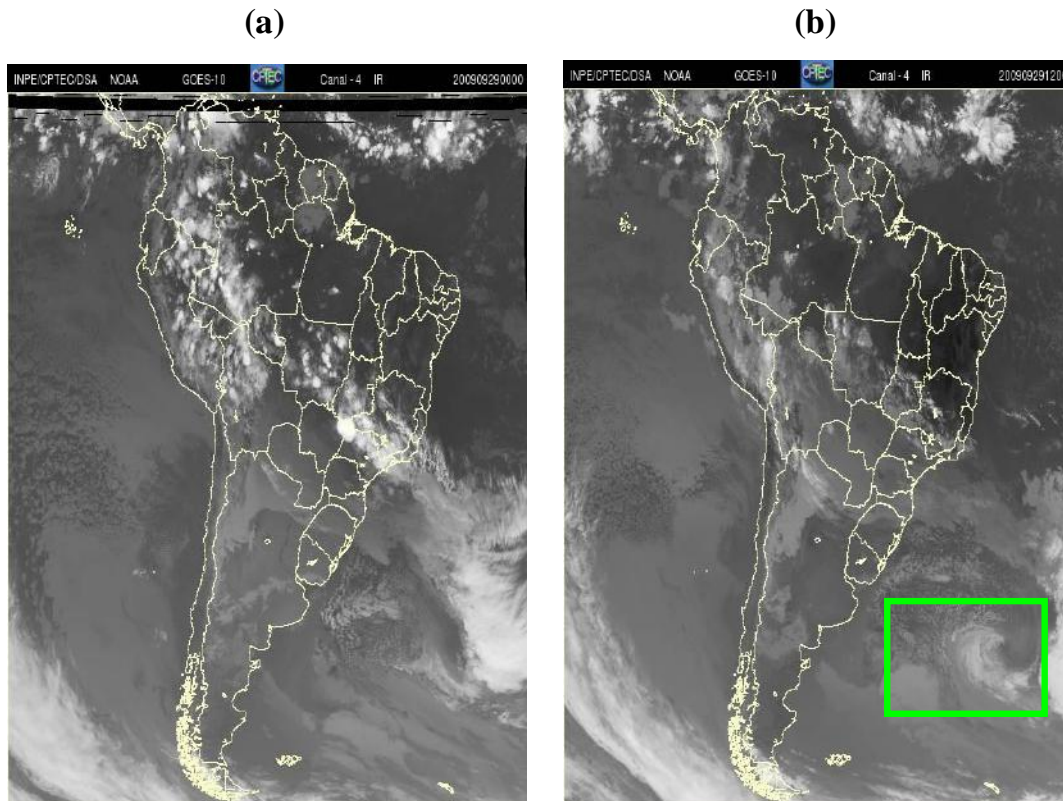 (a)
(b)
INPE/CPTEC/DSA NOAA GOES-10 CPTEC Canal - 4 IR 200909290000
INPE/CPTEC/DSA NOAA GOES-10 CPTEC Canal - 4 IR 20090929120